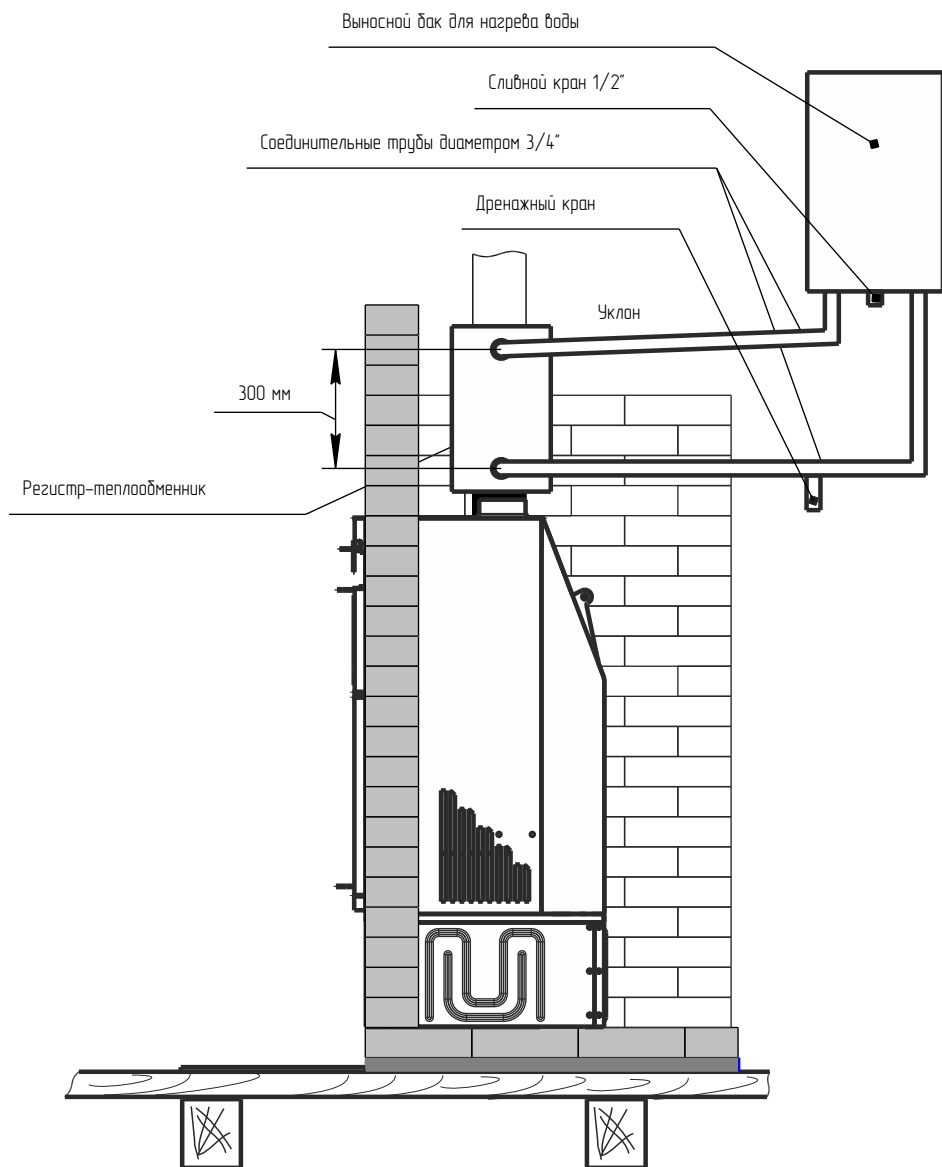 Выносной бак для нагрева воды
Сливной кран 1/2"
Соединительные трубы диаметром 3/4"
Дренажный кран
Уклон
300 мм
Регистр-теплообменник